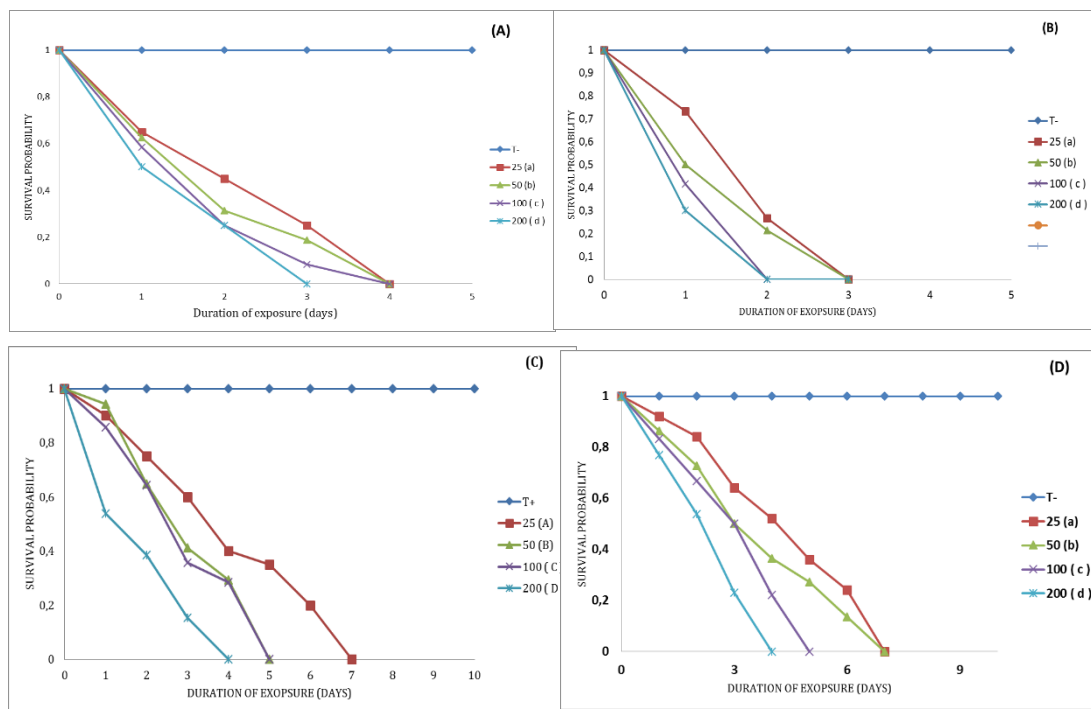 (A)
SURVIVAL PROBABILITY
1
0,8
0,6
0,4
0,2
0
0 1 2 3 4 5
Duration of exposure (days)
T-
25 (a)
50 (b)
100 ( c )
200 ( d )
(B)
SURVIVAL PROBABILITY
1
0,9
0,8
0,7
0,6
0,5
0,4
0,3
0,2
0,1
0
0 1 2 3 4 5
DURATION OF EXOPSURE (DAYS)
T-
25 (a)
50 (b)
100 ( c )
200 ( d )
(C)
SURVIVAL PROBABILITY
1
0,8
0,6
0,4
0,2
0
0 1 2 3 4 5 6 7 8 9 10
DURATION OF EXOPSURE (DAYS)
T+
25 (A)
50 (B)
100 ( C
200 ( D
(D)
SURVIVAL PROBABILITY
1
0,8
0,6
0,4
0,2
0
0 3 6 9
DURATION OF EXOPSURE (DAYS)
T-
25 (a)
50 (b)
100 ( c )
200 ( d )